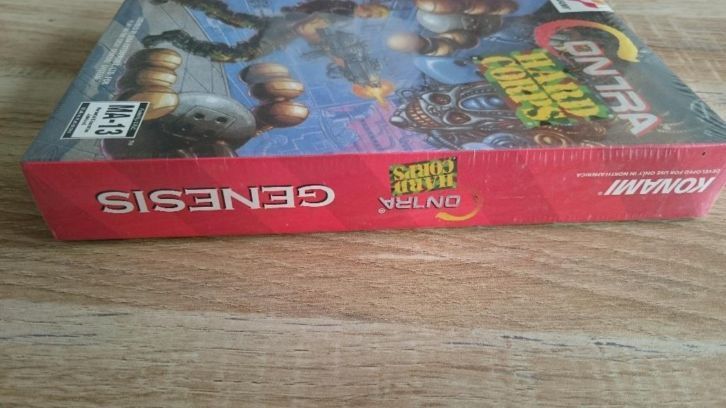 KONAMI
DEVELOPED FOR USE ONLY IN NORTH AMERICA
CONTRA
HARD
CORPS
GENESIS
CONTRA
HARD
CORPS
MA-13